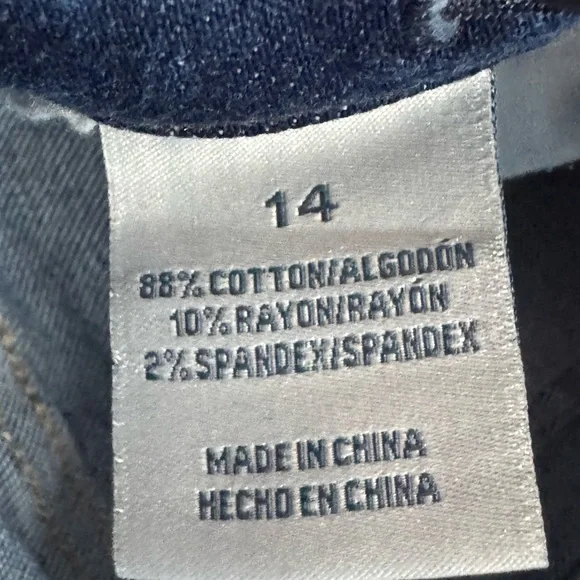 14
88% COTTON/ALGODÓN
10% RAYON/RAYÓN
2% SPANDEX/SPANDEX
MADE IN CHINA
HECHO EN CHINA